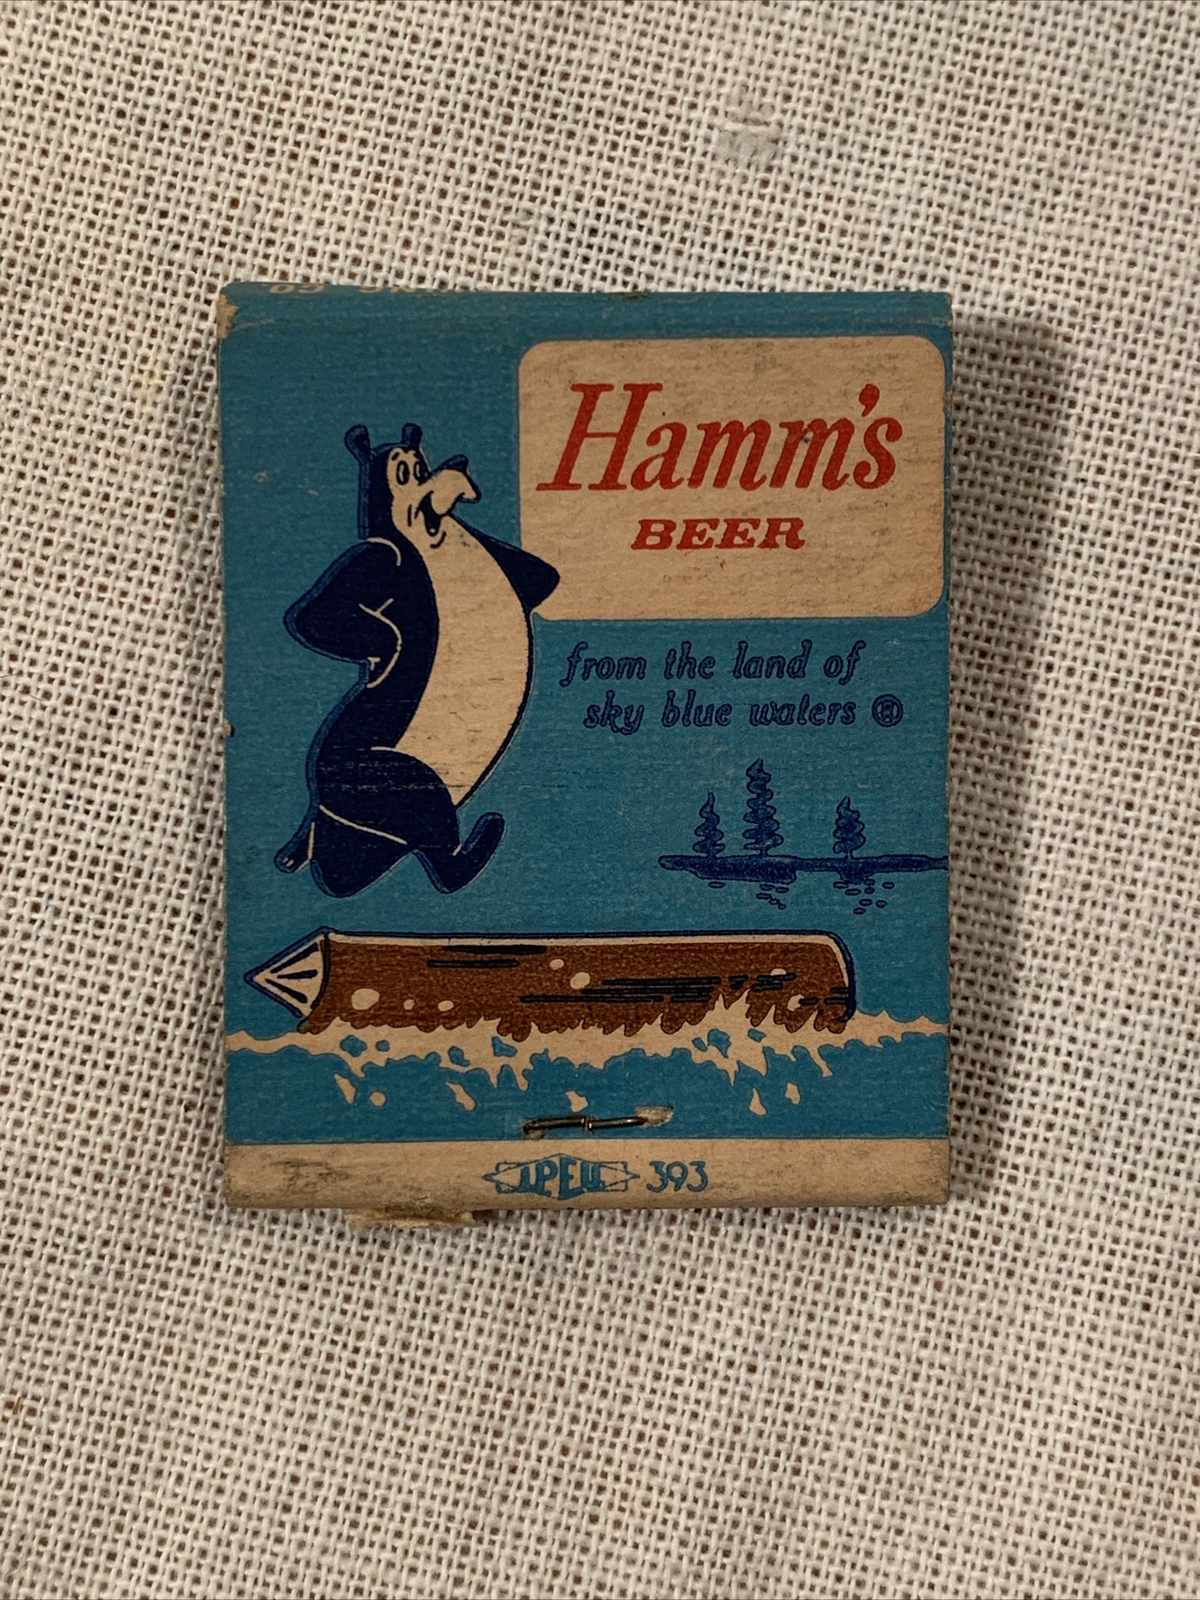 Hamm's
BEER
from the land of
sky blue waters ®
393